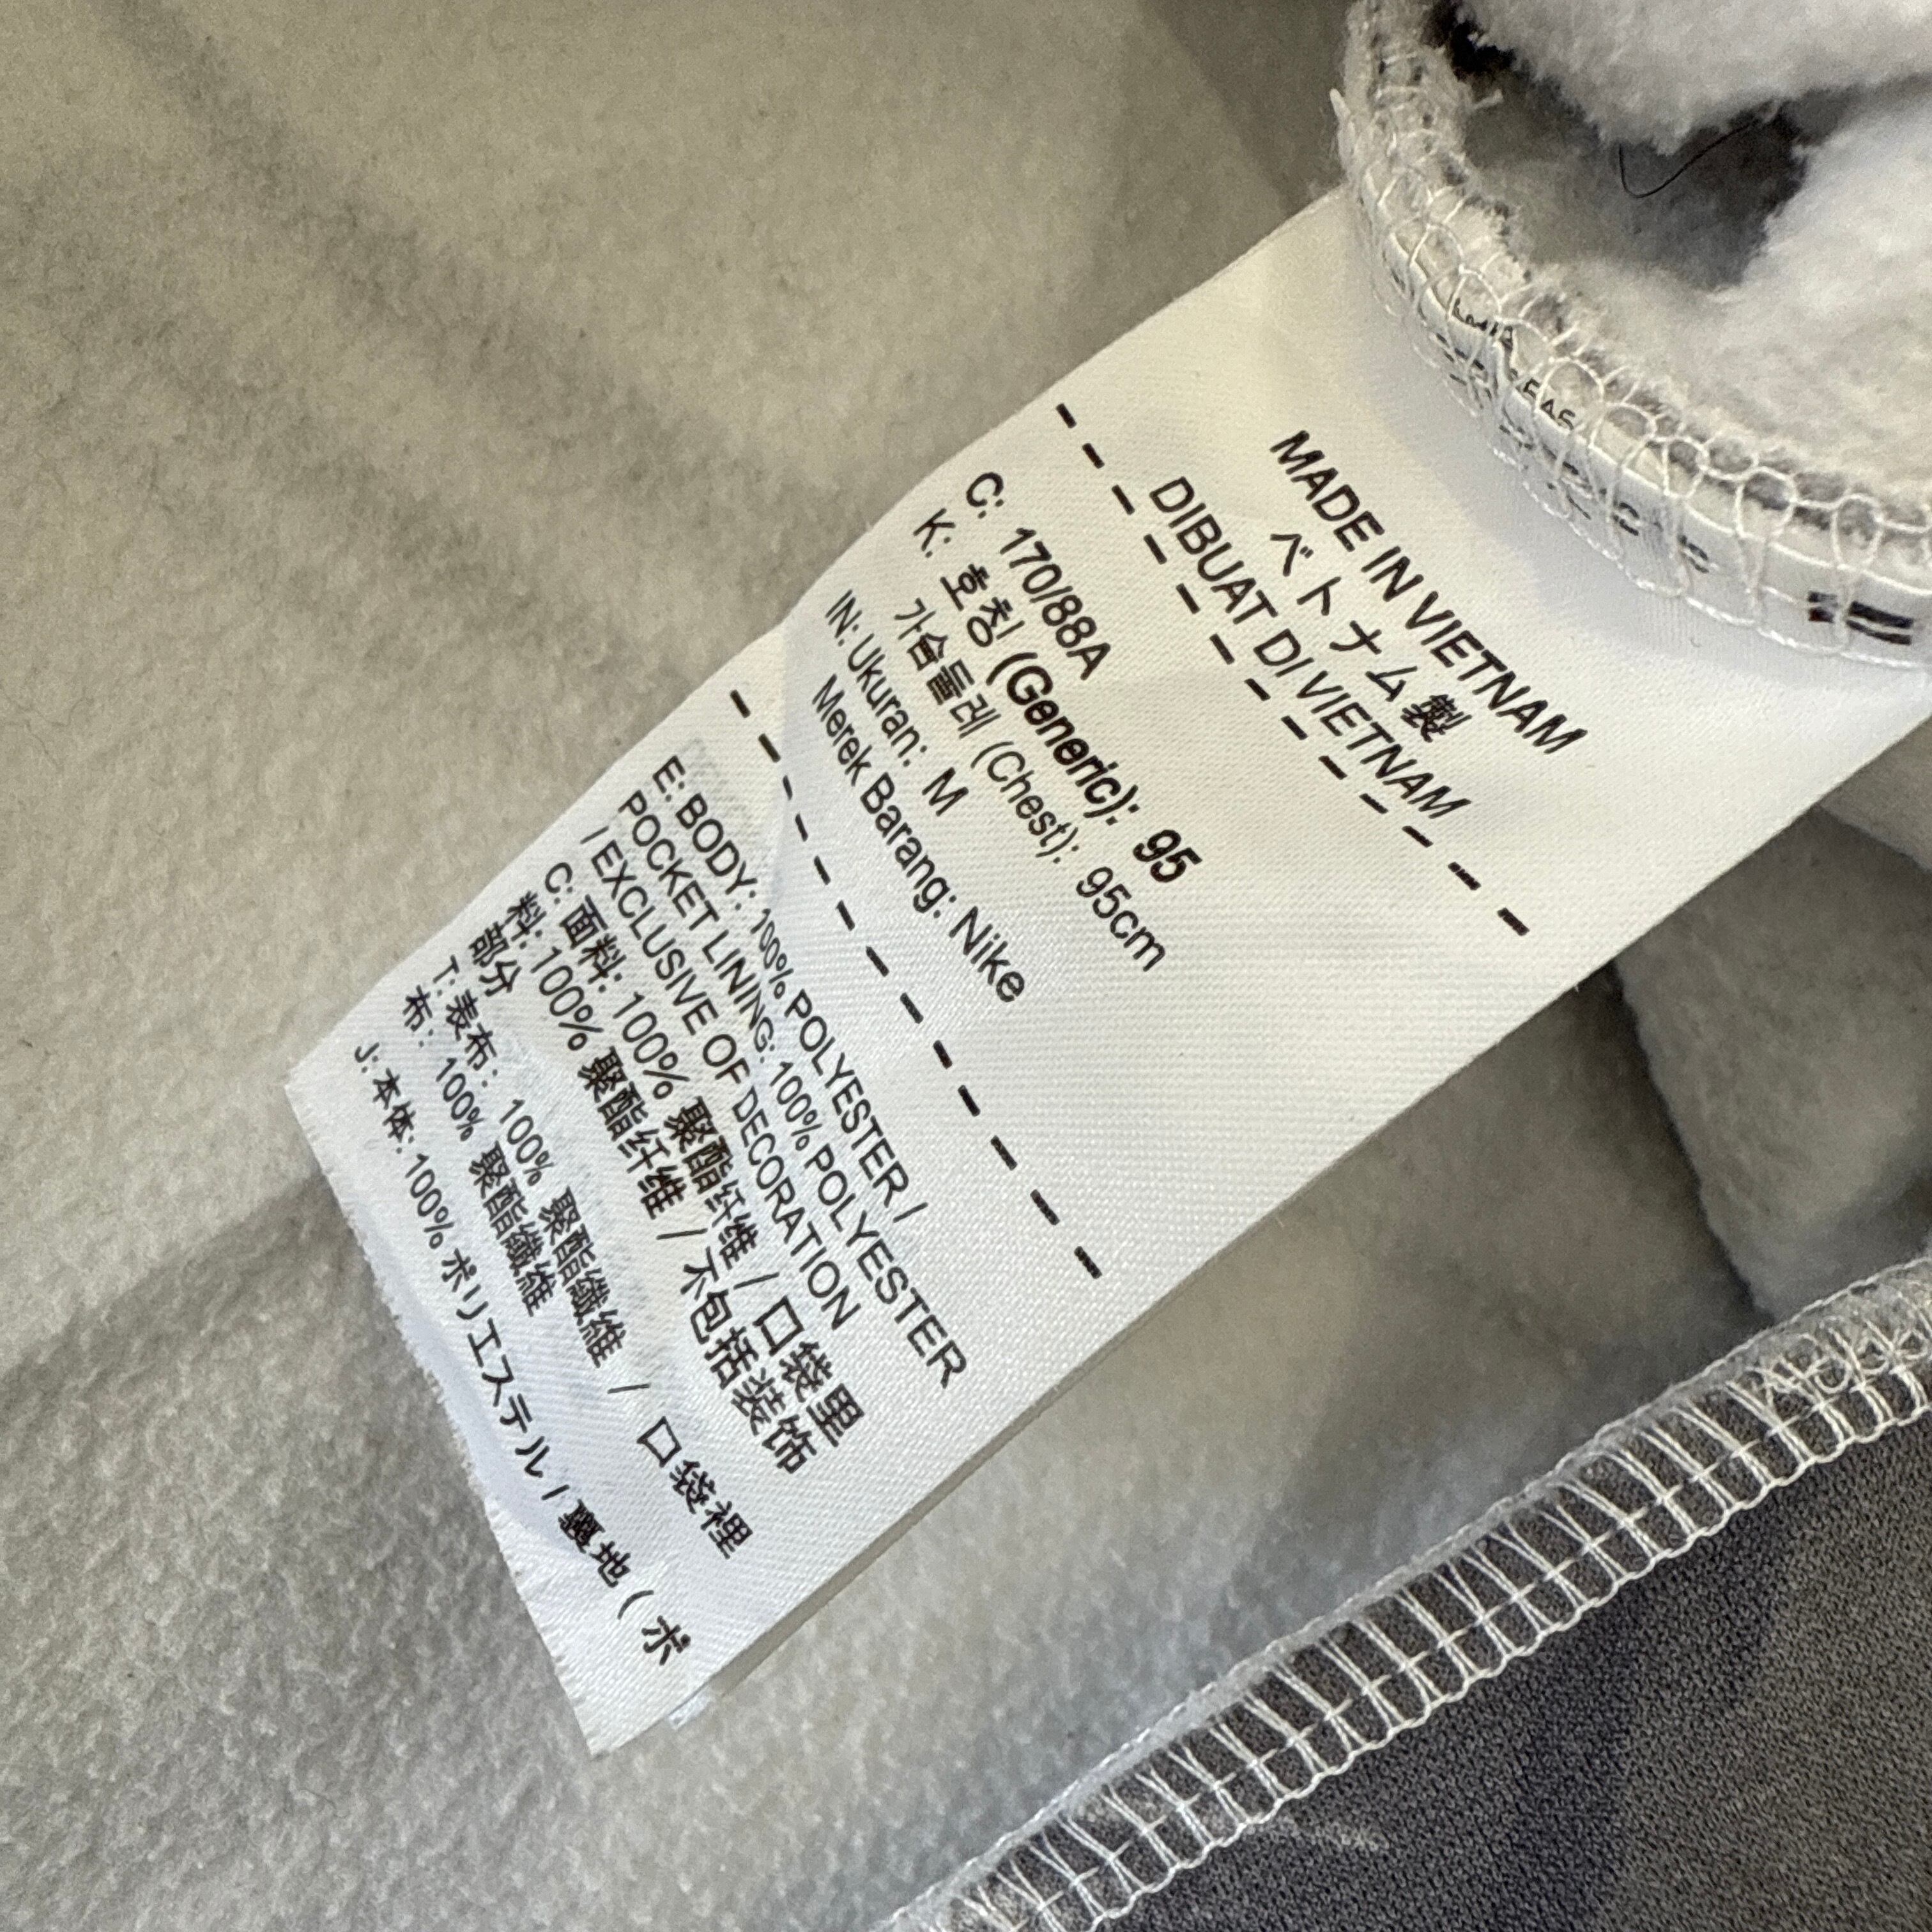 MADE IN VIETNAM
ベトナム製
DIBUAT DI VIETNAM
C: 170/88A
K: 호칭 (Generic): 95
가슴둘레 (Chest): 95cm
IN: Ukuran: M
Merek Barang: Nike
E: BODY: 100% POLYESTER /
POCKET LINING: 100% POLYESTER
/ EXCLUSIVE OF DECORATION
C: 面料: 100% 聚酯纤维 / 口袋里
料: 100% 聚酯纤维 / 不包括装饰
部分
T: 表布: 100% 聚酯纖維 / 口袋裡
布: 100% 聚酯纖維
J: 本体: 100% ポリエステル / 裏地 ( ポ